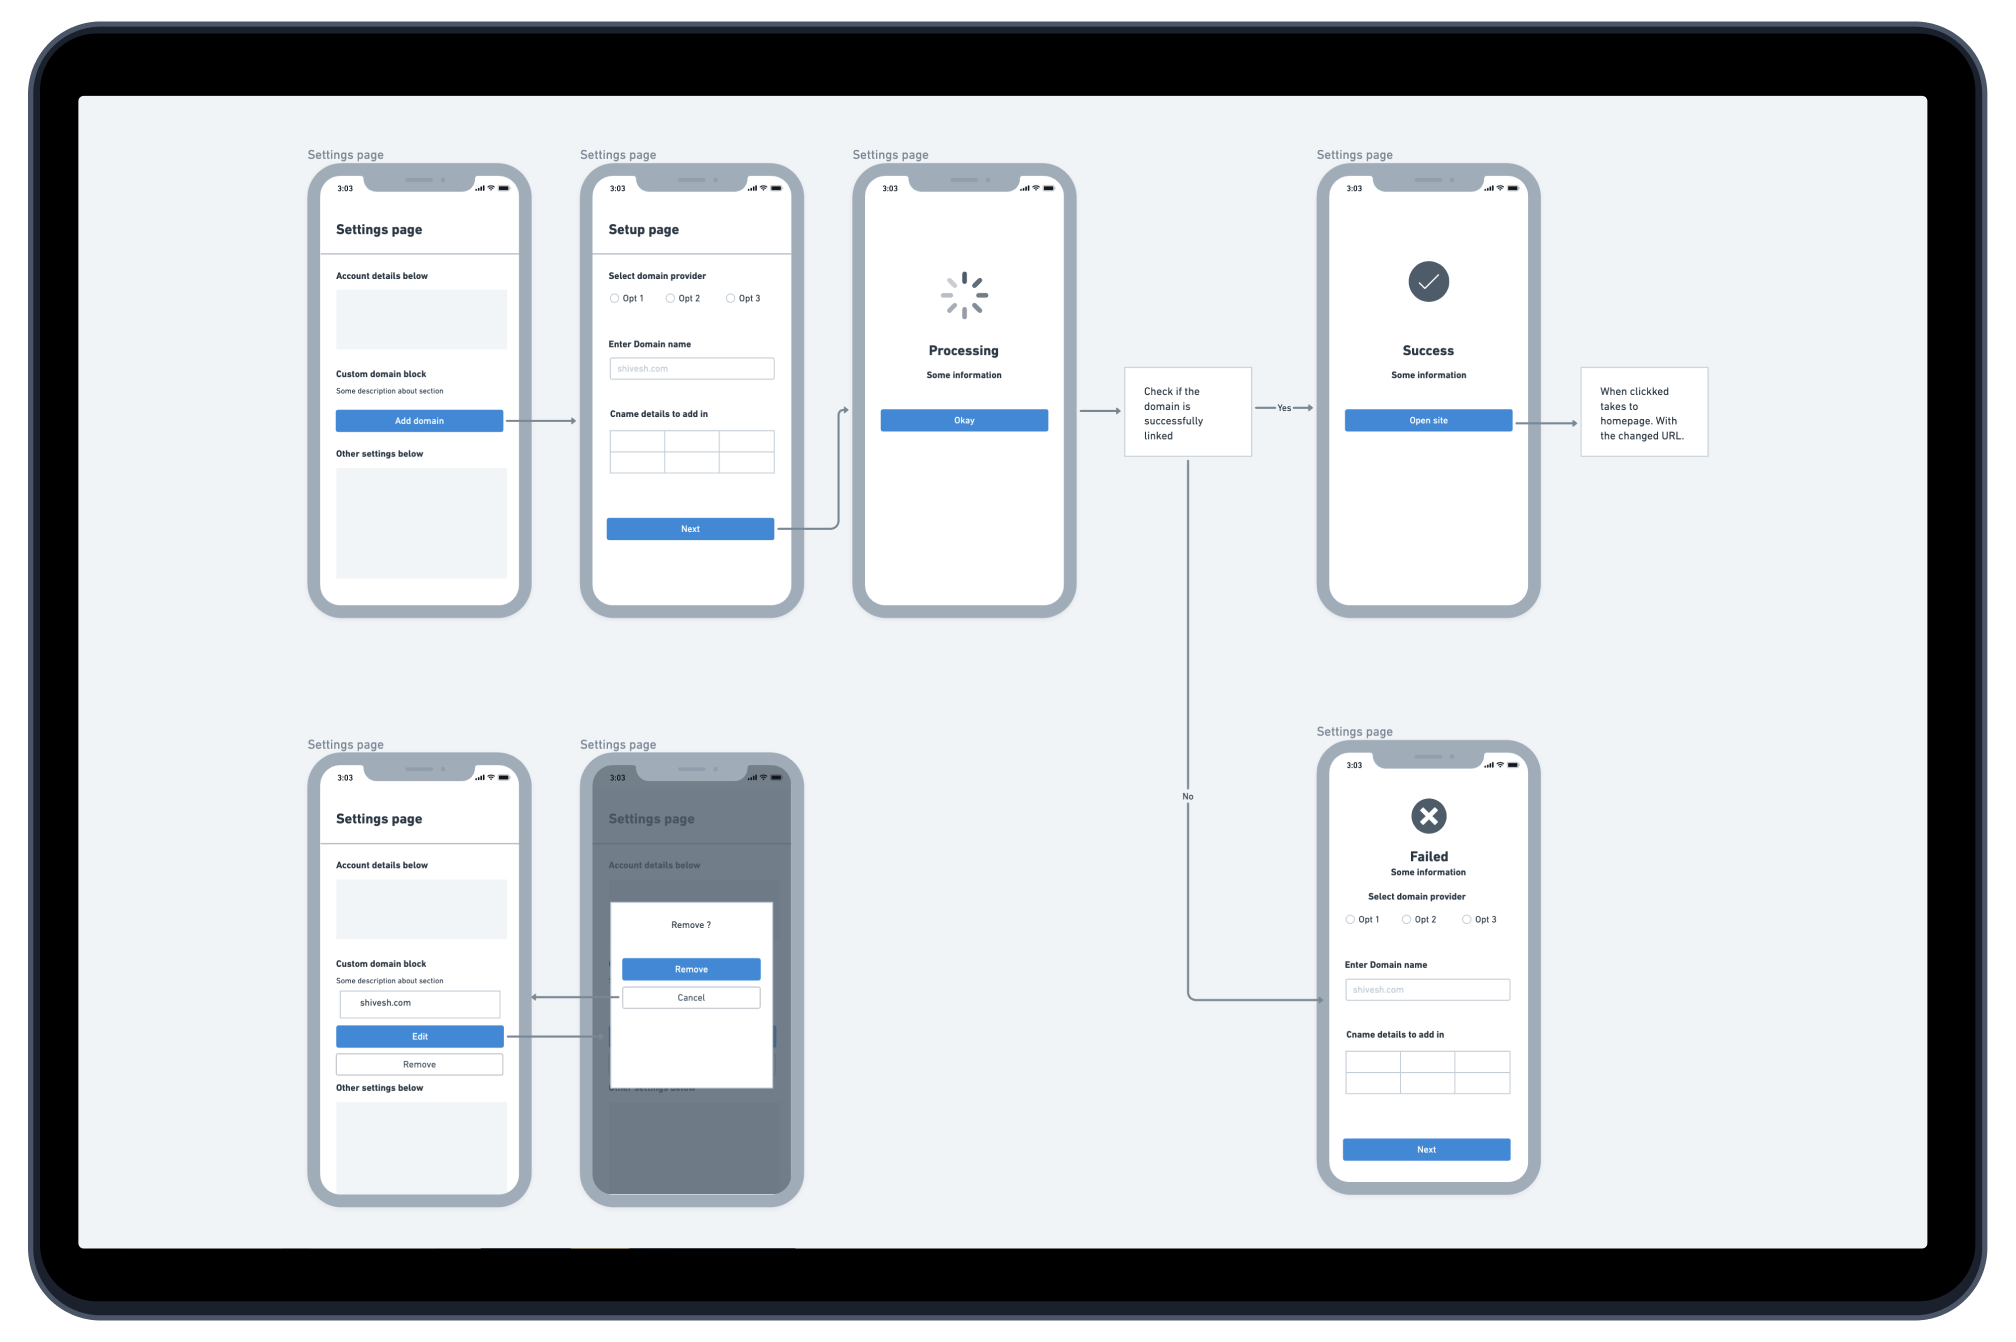 Settings page
3:03
Settings page
Account details below
Custom domain block
Some description about section
Add domain
Other settings below
Settings page
3:03
Setup page
Select domain provider
Opt 1 Opt 2 Opt 3
Enter Domain name
shivesh.com
Cname details to add in
Next
Settings page
3:03
Processing
Some information
Okay
Check if the
domain is
successfully
linked
Yes
No
Settings page
3:03
Success
Some information
Open site
When clickked
takes to
homepage. With
the changed URL.
Settings page
3:03
Settings page
Account details below
Custom domain block
Some description about section
shivesh.com
Edit
Remove
Other settings below
Settings page
3:03
Settings page
Account details below
Remove ?
Remove
Cancel
Other settings below
Settings page
3:03
Failed
Some information
Select domain provider
Opt 1 Opt 2 Opt 3
Enter Domain name
shivesh.com
Cname details to add in
Next